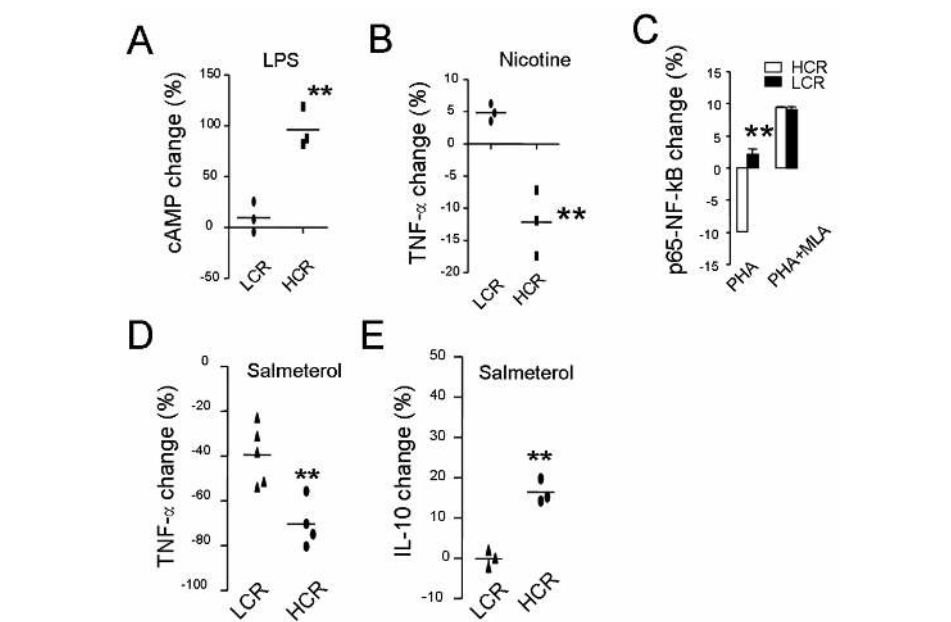 A
LPS
cAMP change (%)
150
100
50
0
-50
**
LCR
HCR
B
Nicotine
TNF-α change (%)
10
5
0
-5
-10
-15
-20
**
LCR
HCR
C
p65-NF-kB change (%)
15
10
5
0
-5
-10
-15
HCR
LCR
**
PHA
PHA+MLA
D
Salmeterol
TNF-α change (%)
0
-20
-40
-60
-80
-100
**
LCR
HCR
E
Salmeterol
IL-10 change (%)
50
40
30
20
10
0
-10
**
LCR
HCR